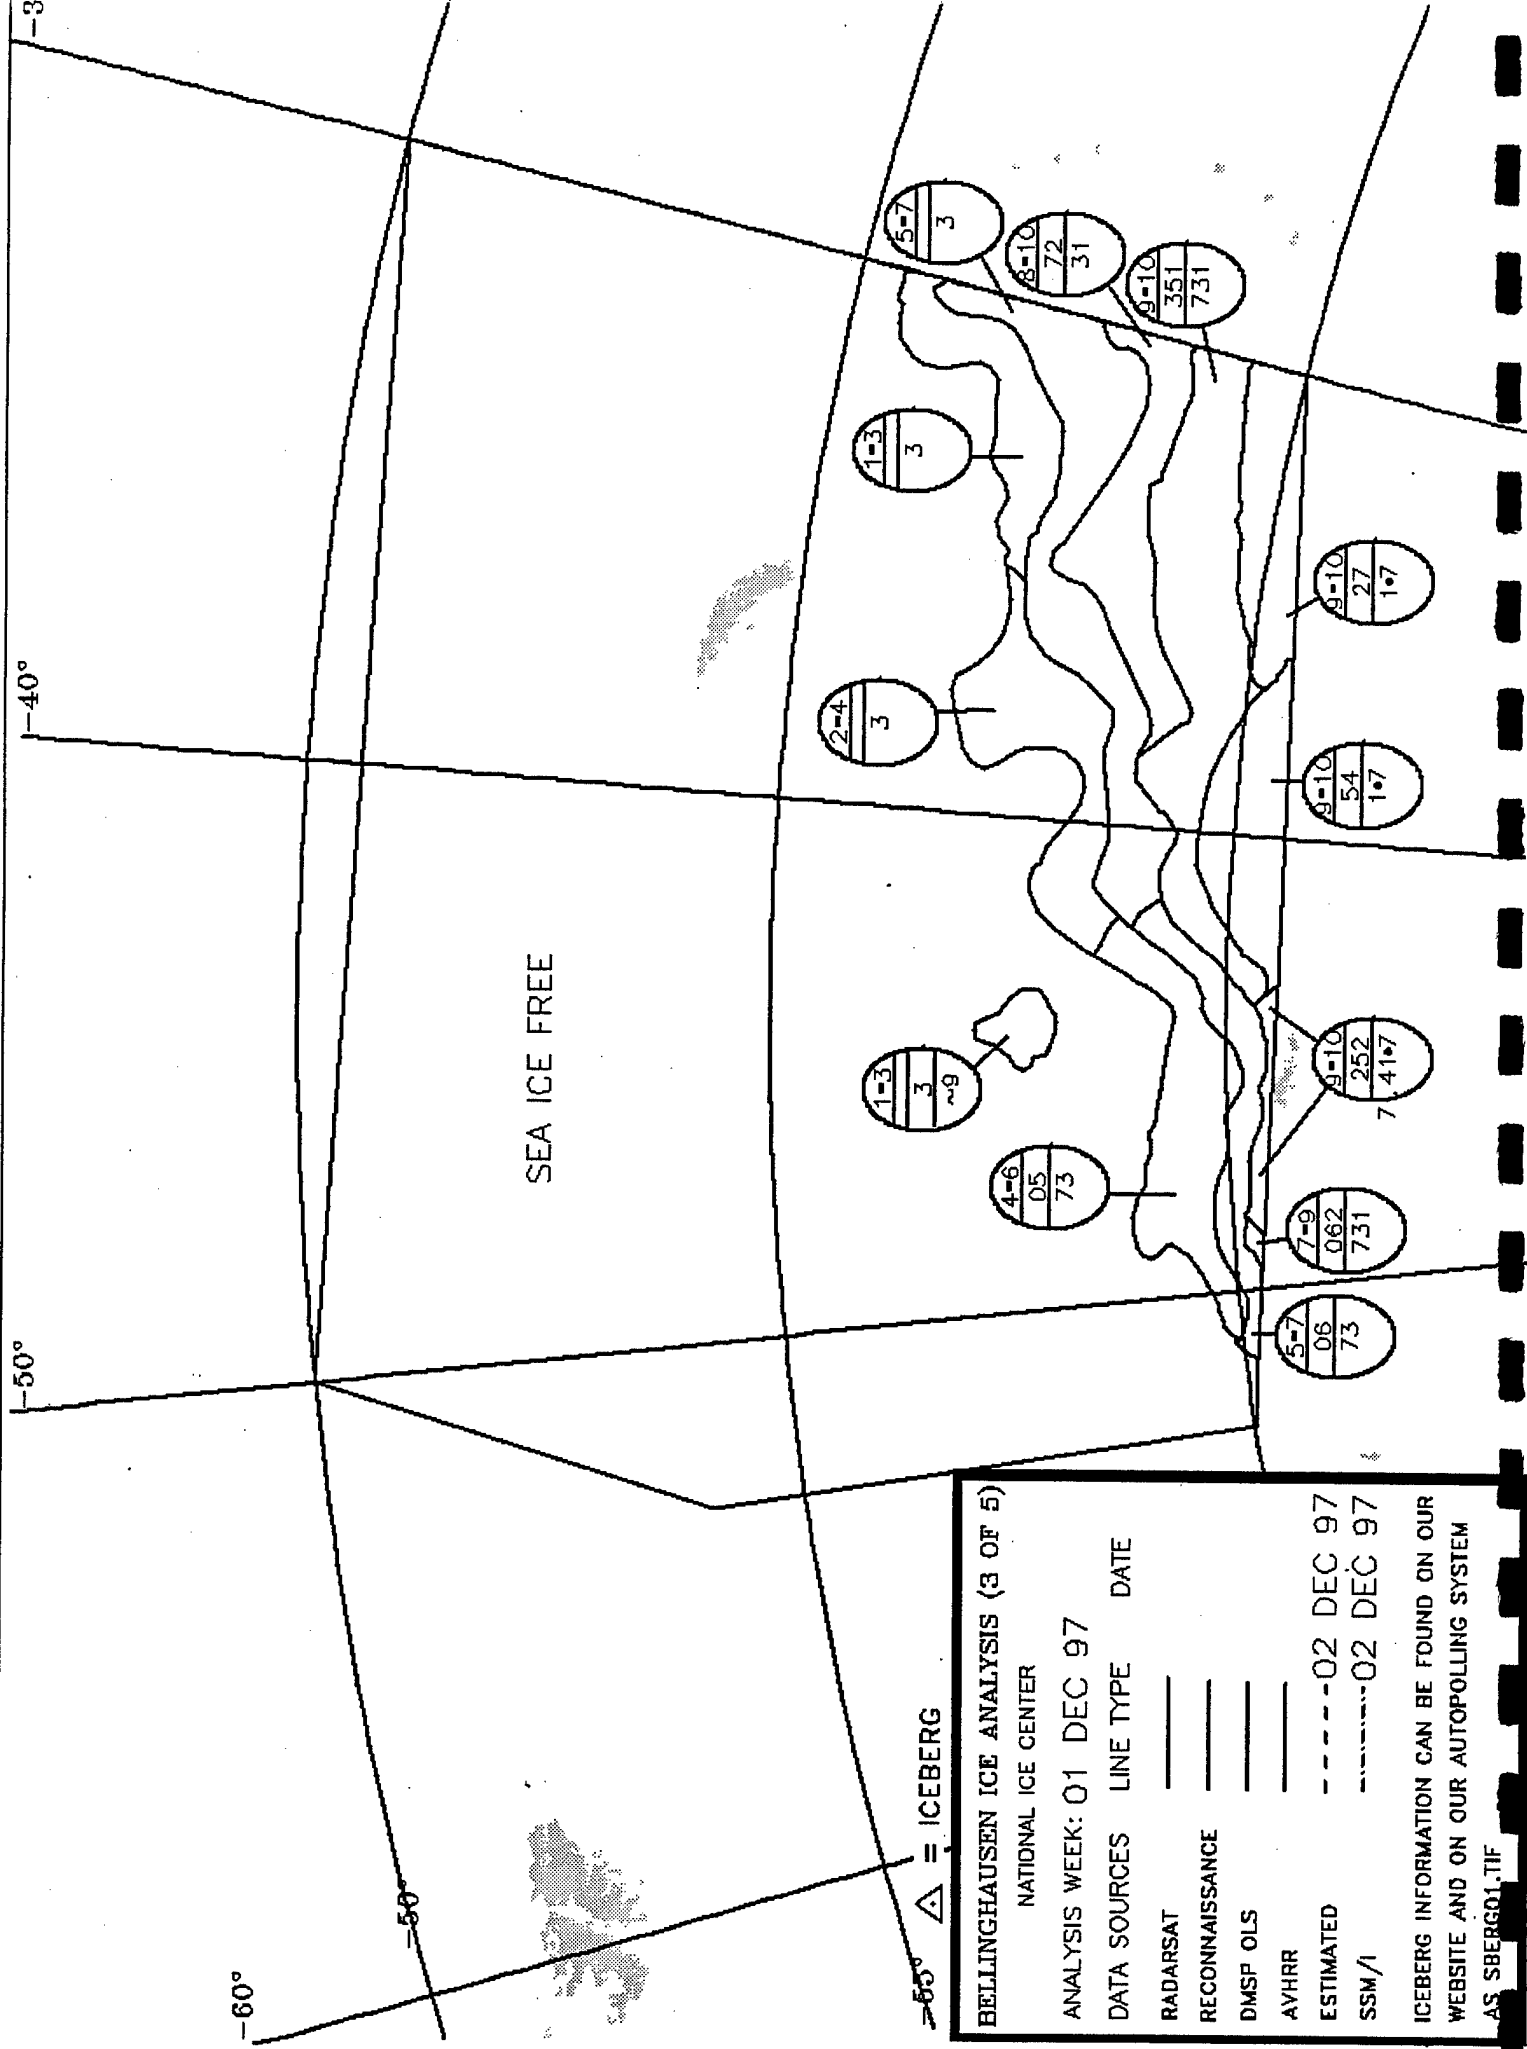 -60°
-50°
-40°
-3
-50°
-55°
SEA ICE FREE
5-7
3
8-10
72
31
9-10
351
731
1-3
3
2-4
3
1-3
3
~9
4-6
05
73
9-10
27
1•7
9-10
54
1•7
9-10
252
41•7
7
7-9
062
731
5-7
06
73
= ICEBERG
BELLINGHAUSEN ICE ANALYSIS (3 OF 5)
NATIONAL ICE CENTER
ANALYSIS WEEK: 01 DEC 97
DATA SOURCES LINE TYPE DATE
RADARSAT
RECONNAISSANCE
DMSP OLS
AVHRR
ESTIMATED 02 DEC 97
SSM/I 02 DEC 97
ICEBERG INFORMATION CAN BE FOUND ON OUR
WEBSITE AND ON OUR AUTOPOLLING SYSTEM
AS SBERG01.TIF